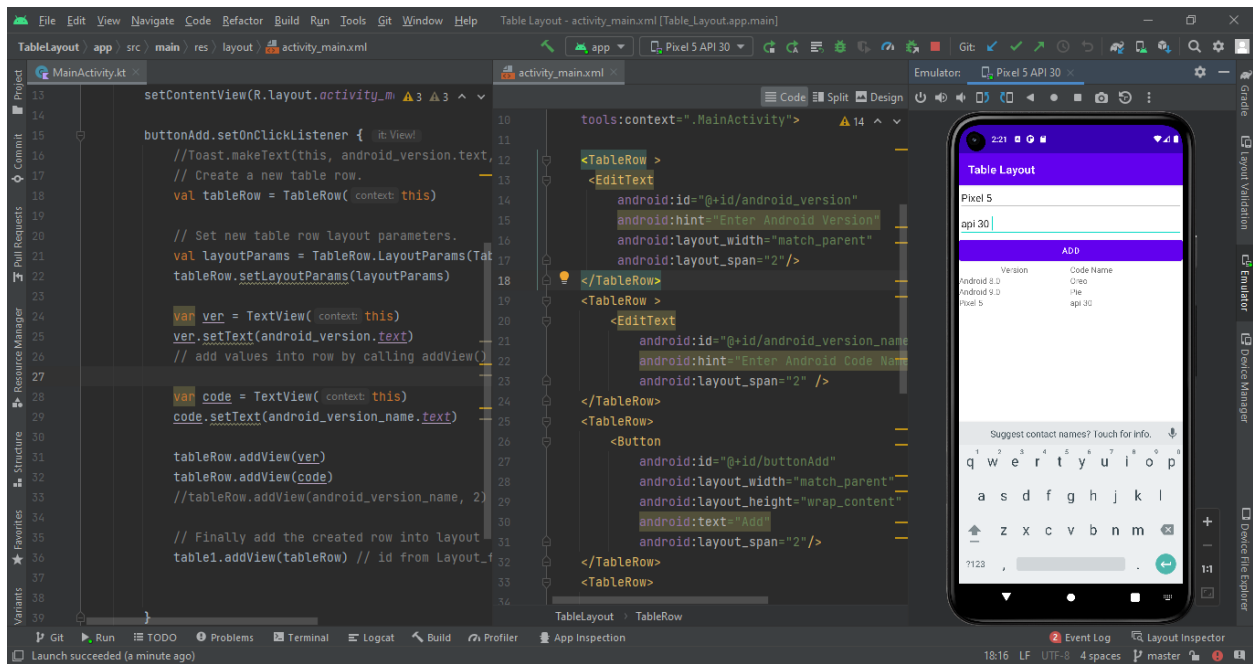 File Edit View Navigate Code Refactor Build Run Tools Git Window Help Table Layout - activity_main.xml [Table_Layout.app.main]
TableLayout app src main res layout activity_main.xml app Pixel 5 API 30 Git:
MainActivity.kt
activity_main.xml
Emulator: Pixel 5 API 30
Project
Commit
Pull Requests
Resource Manager
Structure
Favorites
Variants
3 3
13 setContentView(R.layout.activity_m
14
15 buttonAdd.setOnClickListener { it: View!
16 //Toast.makeText(this, android_version.text,
17 // Create a new table row.
18 val tableRow = TableRow( context: this)
19
20 // Set new table row layout parameters.
21 val layoutParams = TableRow.LayoutParams(Tab
22 tableRow.setLayoutParams(layoutParams)
23
24 var ver = TextView( context: this)
25 ver.setText(android_version.text)
26 // add values into row by calling addView()
27
28 var code = TextView( context: this)
29 code.setText(android_version_name.text)
30
31 tableRow.addView(ver)
32 tableRow.addView(code)
33 //tableRow.addView(android_version_name, 2)
34
35 // Finally add the created row into layout
36 table1.addView(tableRow) // id from Layout_f
37
38
39 }
Code Split Design
14
10 tools:context=".MainActivity">
11
12 <TableRow >
13 <EditText
14 android:id="@+id/android_version"
15 android:hint="Enter Android Version"
16 android:layout_width="match_parent"
17 android:layout_span="2"/>
18 </TableRow>
19 <TableRow >
20 <EditText
21 android:id="@+id/android_version_name
22 android:hint="Enter Android Code Nam
23 android:layout_span="2" />
24 </TableRow>
25 <TableRow>
26 <Button
27 android:id="@+id/buttonAdd"
28 android:layout_width="match_parent"
29 android:layout_height="wrap_content"
30 android:text="Add"
31 android:layout_span="2"/>
32 </TableRow>
33 <TableRow>
34
TableLayout TableRow
2:21
Table Layout
Pixel 5
api 30
ADD
Version Code Name
Android 8.0 Oreo
Android 9.0 Pie
Pixel 5 api 30
Suggest contact names? Touch for info.
1 2 3 4 5 6 7 8 9 0
q w e r t y u i o p
a s d f g h j k l
z x c v b n m
?123 , .
1:1
Gradle
Layout Validation
Emulator
Device Manager
Device File Explorer
Git Run TODO Problems Terminal Logcat Build Profiler App Inspection 2 Event Log Layout Inspector
Launch succeeded (a minute ago) 18:16 LF UTF-8 4 spaces master